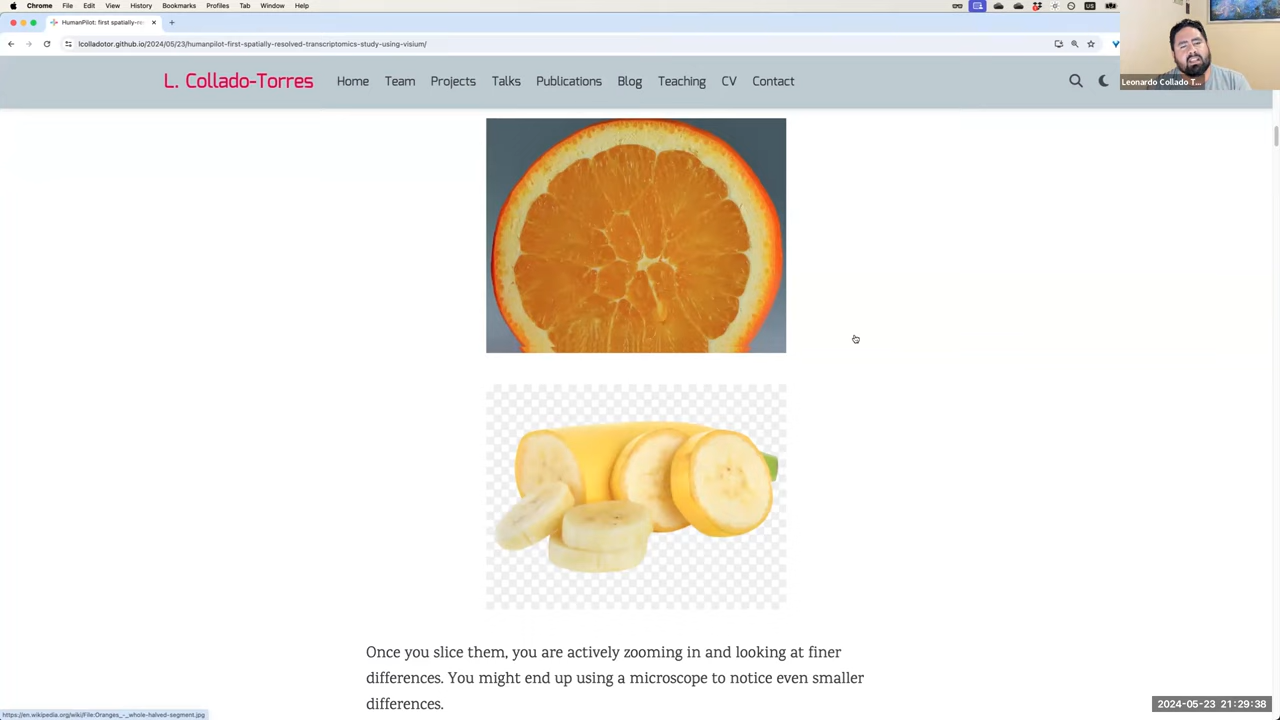 Chrome File Edit View History Bookmarks Profiles Tab Window Help
HumanPilot: first spatially-re
lcolladotor.github.io/2024/05/23/humanpilot-first-spatially-resolved-transcriptomics-study-using-visium/
L. Collado-Torres Home Team Projects Talks Publications Blog Teaching CV Contact
Leonardo Collado T...
Once you slice them, you are actively zooming in and looking at finer
differences. You might end up using a microscope to notice even smaller
differences.
https://en.wikipedia.org/wiki/File:Oranges_-_whole-halved-segment.jpg
2024-05-23 21:29:38